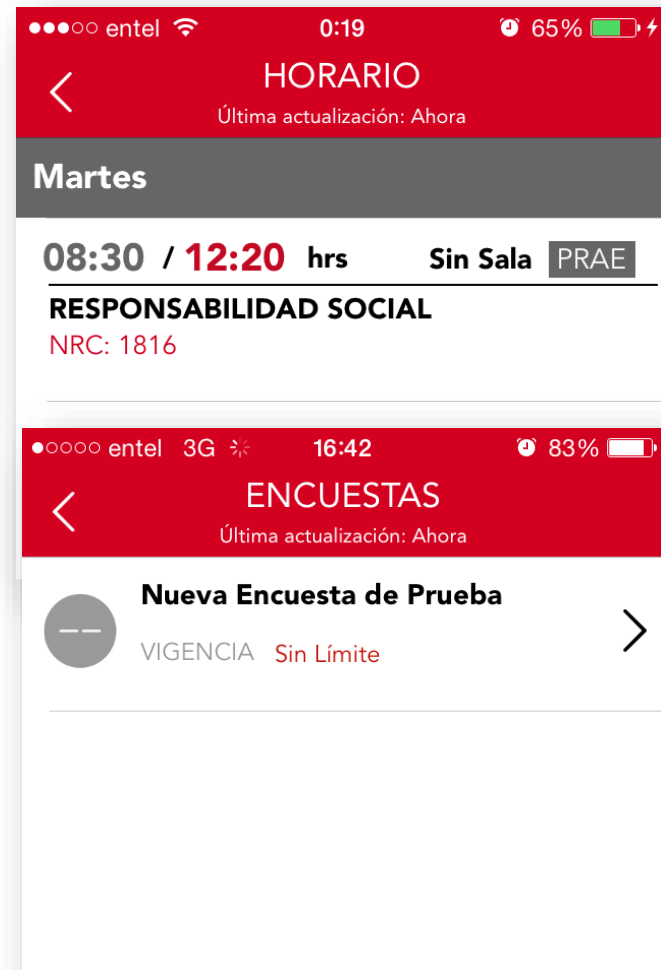 entel 0:19 65%
HORARIO
Última actualización: Ahora
Martes
08:30 / 12:20 hrs Sin Sala PRAE
RESPONSABILIDAD SOCIAL
NRC: 1816
entel 3G 16:42 83%
ENCUESTAS
Última actualización: Ahora
Nueva Encuesta de Prueba
-- VIGENCIA Sin Límite